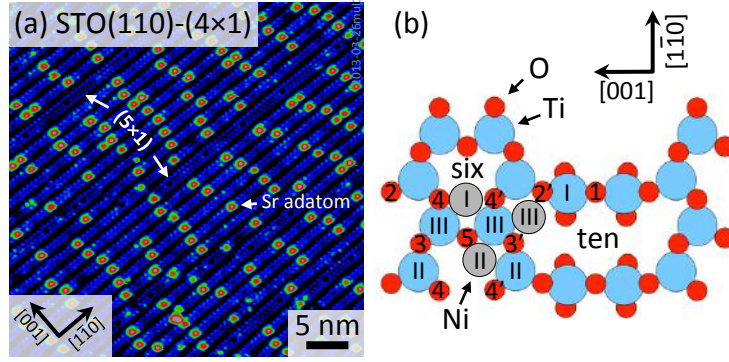 (a) STO(110)-(4×1)
(5×1)
Sr adatom
[001]
[11̅0]
5 nm
(b)
[11̅0]
[001]
O
Ti
six
2
4
I
4'
2'
I
1
III
III
III
3
5
3'
ten
II
II
II
4
4'
Ni